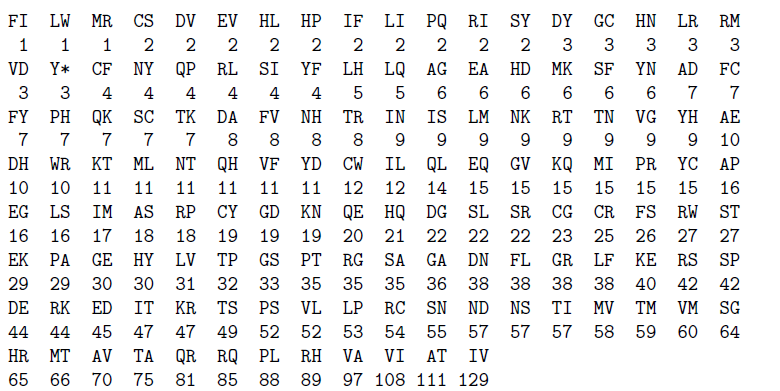 FI LW MR CS DV EV HL HP IF LI PQ RI SY DY GC HN LR RM
1 1 1 2 2 2 2 2 2 2 2 2 2 3 3 3 3 3
VD Y* CF NY QP RL SI YF LH LQ AG EA HD MK SF YN AD FC
3 3 4 4 4 4 4 4 5 5 6 6 6 6 6 6 7 7
FY PH QK SC TK DA FV NH TR IN IS LM NK RT TN VG YH AE
7 7 7 7 7 8 8 8 8 9 9 9 9 9 9 9 9 10
DH WR KT ML NT QH VF YD CW IL QL EQ GV KQ MI PR YC AP
10 10 11 11 11 11 11 11 12 12 14 15 15 15 15 15 15 16
EG LS IM AS RP CY GD KN QE HQ DG SL SR CG CR FS RW ST
16 16 17 18 18 19 19 19 20 21 22 22 22 23 25 26 27 27
EK PA GE HY LV TP GS PT RG SA GA DN FL GR LF KE RS SP
29 29 30 30 31 32 33 35 35 35 36 38 38 38 38 40 42 42
DE RK ED IT KR TS PS VL LP RC SN ND NS TI MV TM VM SG
44 44 45 47 47 49 52 52 53 54 55 57 57 57 58 59 60 64
HR MT AV TA QR RQ PL RH VA VI AT IV
65 66 70 75 81 85 88 89 97 108 111 129